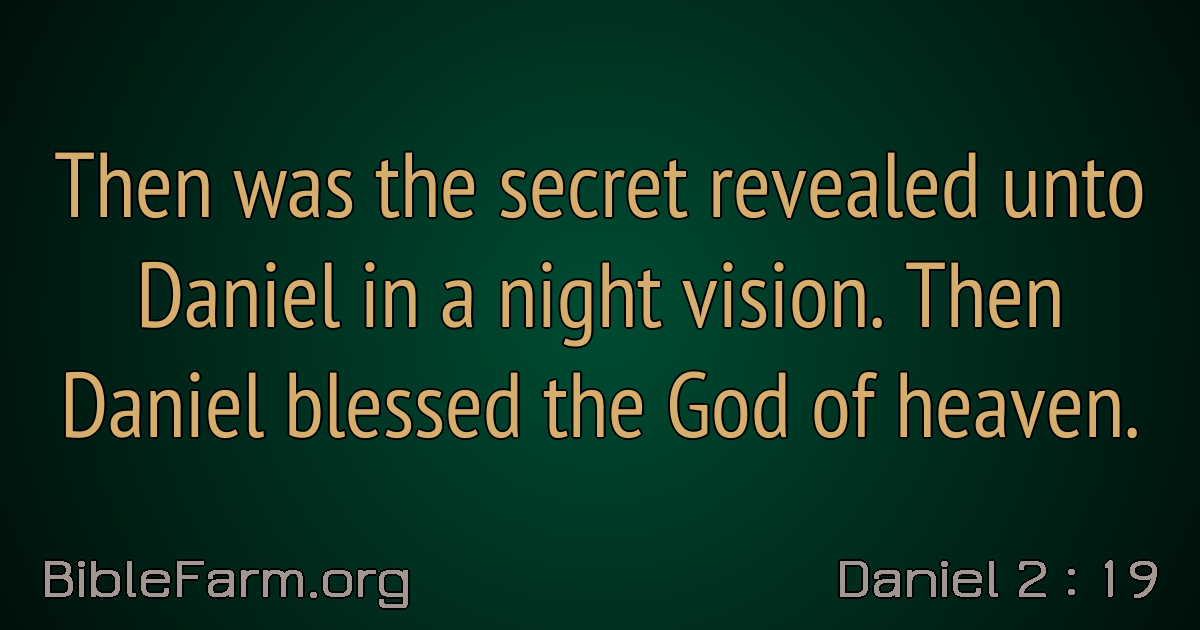 Then was the secret revealed unto
Daniel in a night vision. Then
Daniel blessed the God of heaven.
BibleFarm.org
Daniel 2 : 19